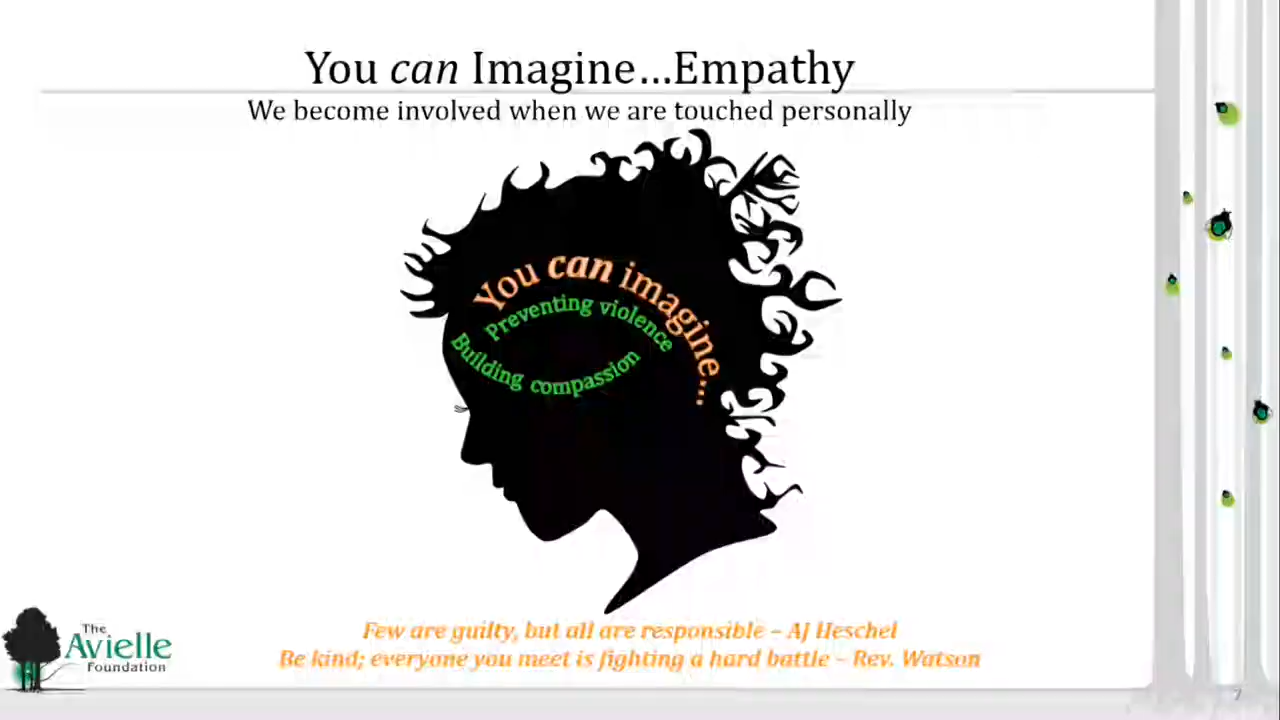 You can Imagine...Empathy
We become involved when we are touched personally
You can imagine...
Preventing violence
Building compassion
Few are guilty, but all are responsible – AJ Heschel
Be kind; everyone you meet is fighting a hard battle – Rev. Watson
The
Avielle
Foundation
7